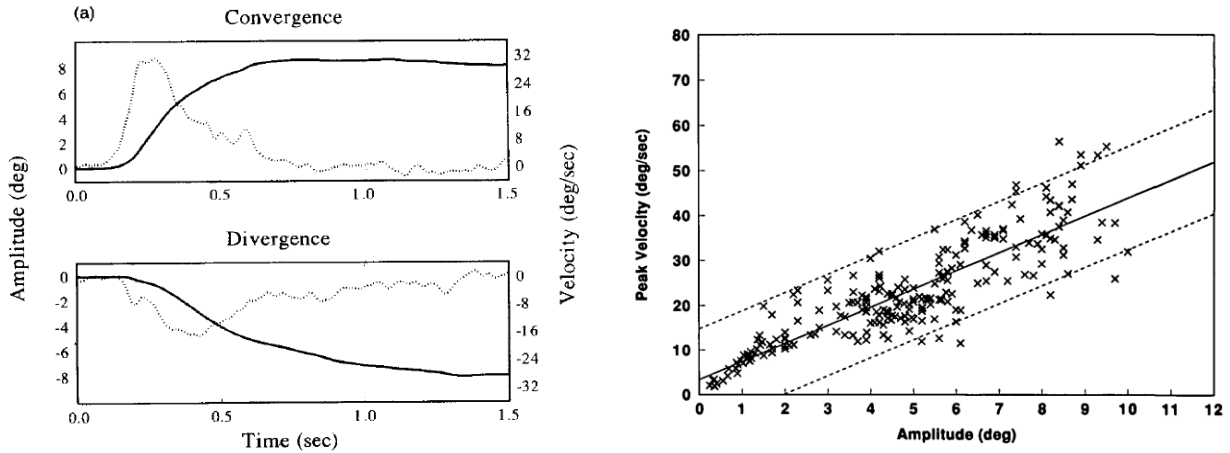 (a)
Convergence
8
6
4
2
0
32
24
16
8
0
0.0 0.5 1.0 1.5
Divergence
0
-2
-4
-6
-8
0
-8
-16
-24
-32
0.0 0.5 1.0 1.5
Time (sec)
Amplitude (deg)
Velocity (deg/sec)
80
70
60
50
40
30
20
10
0
0 1 2 3 4 5 6 7 8 9 10 11 12
Peak Velocity (deg/sec)
Amplitude (deg)